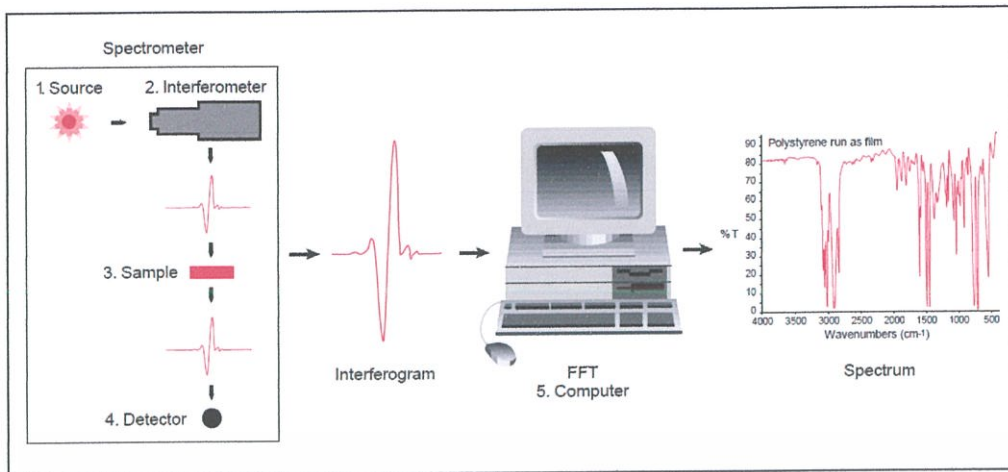 Spectrometer
1. Source
2. Interferometer
3. Sample
4. Detector
Interferogram
FFT
5. Computer
Polystyrene run as film
90
80
70
60
%T
50
40
30
20
10
0
4000 3500 3000 2500 2000 1500 1000 500
Wavenumbers (cm-1)
Spectrum